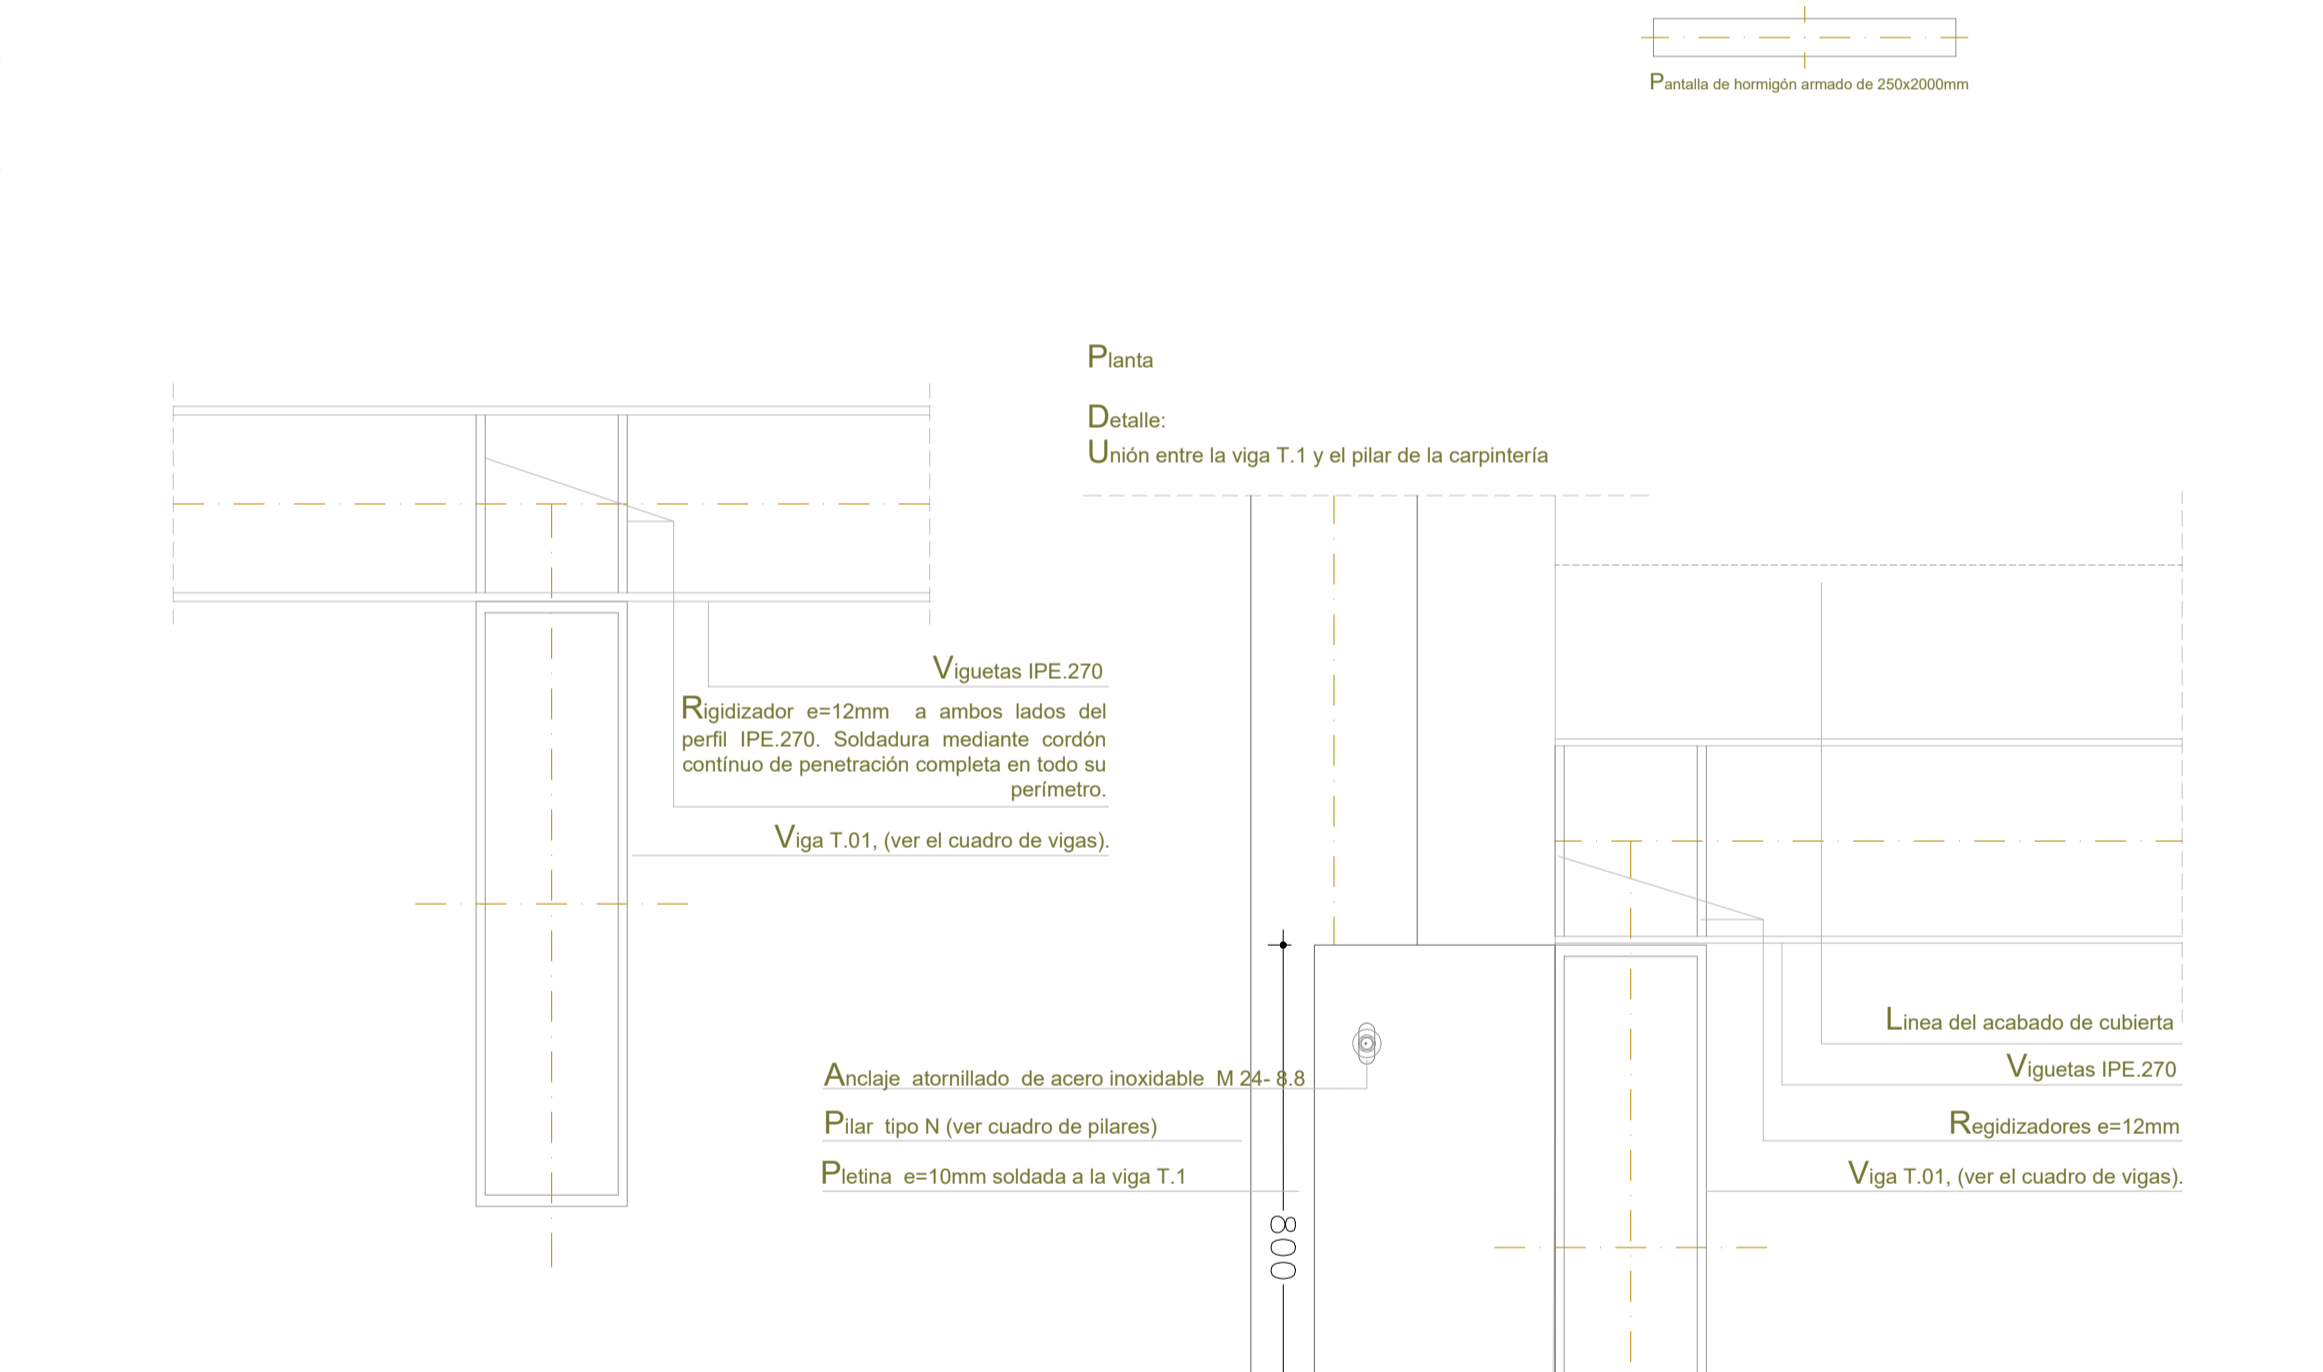 Pantalla de hormigón armado de 250x2000mm
Planta
Detalle:
Unión entre la viga T.1 y el pilar de la carpintería
Viguetas IPE.270
Rigidizador e=12mm a ambos lados del
perfil IPE.270. Soldadura mediante cordón
contínuo de penetración completa en todo su
perímetro.
Viga T.01, (ver el cuadro de vigas).
Anclaje atornillado de acero inoxidable M 24- 8.8
Pilar tipo N (ver cuadro de pilares)
Pletina e=10mm soldada a la viga T.1
800
Linea del acabado de cubierta
Viguetas IPE.270
Regidizadores e=12mm
Viga T.01, (ver el cuadro de vigas).